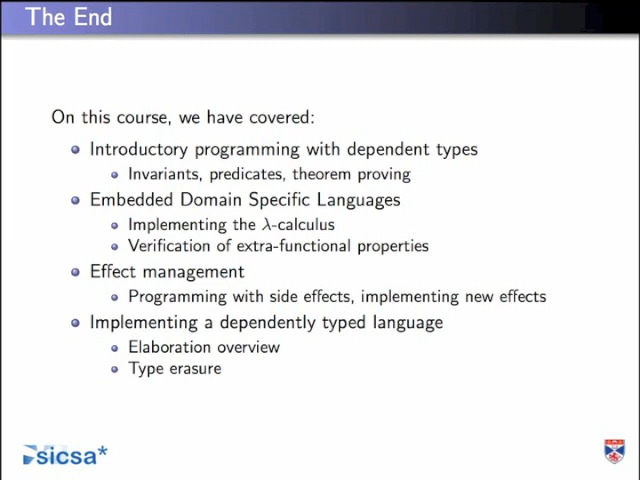 The End
On this course, we have covered:
Introductory programming with dependent types
Invariants, predicates, theorem proving
Embedded Domain Specific Languages
Implementing the λ-calculus
Verification of extra-functional properties
Effect management
Programming with side effects, implementing new effects
Implementing a dependently typed language
Elaboration overview
Type erasure
sicsa*